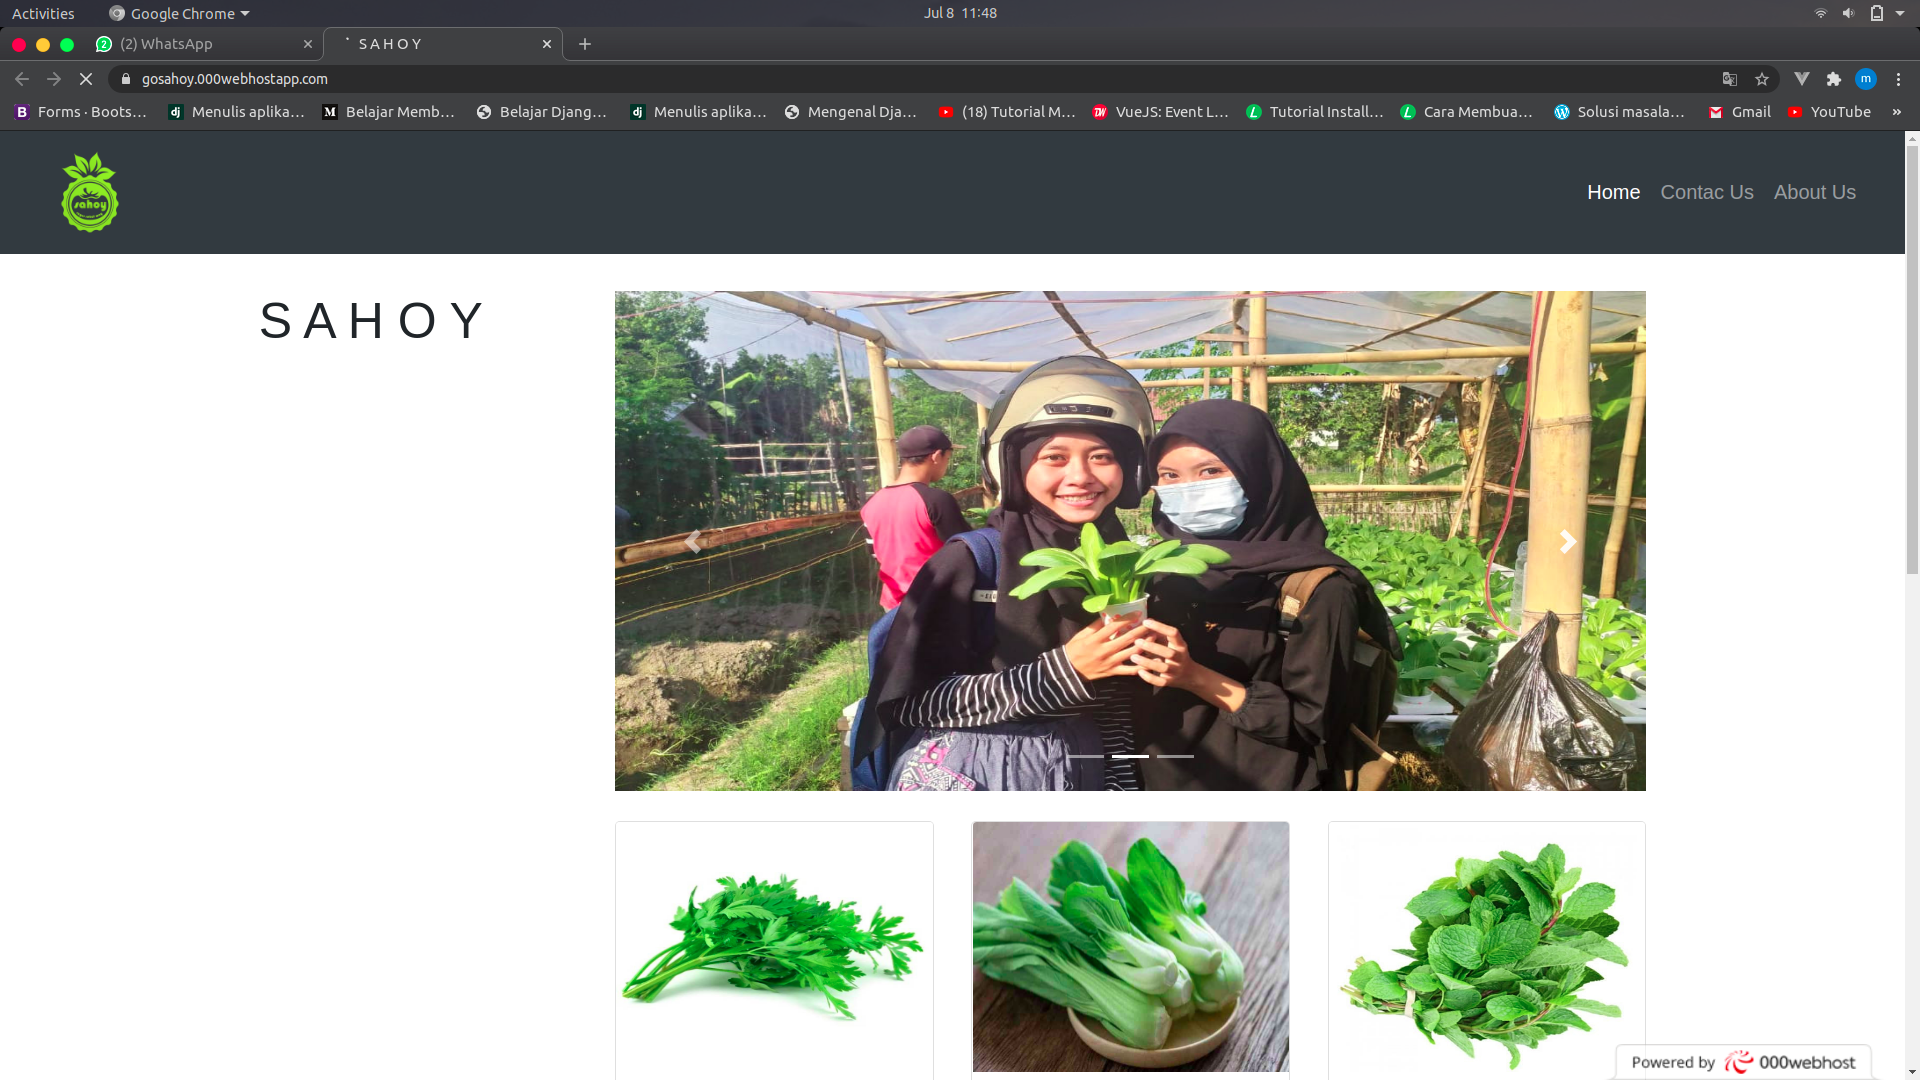 Activities
Google Chrome
Jul 8 11:48
(2) WhatsApp
S A H O Y
gosahoy.000webhostapp.com
m
Forms · Boots...
Menulis aplika...
Belajar Memb...
Belajar Djang...
Menulis aplika...
Mengenal Dja...
(18) Tutorial M...
VueJS: Event L...
Tutorial Install...
Cara Membua...
Solusi masala...
Gmail
YouTube
»
sahoy
Home
Contac Us
About Us
S A H O Y
Powered by 000webhost